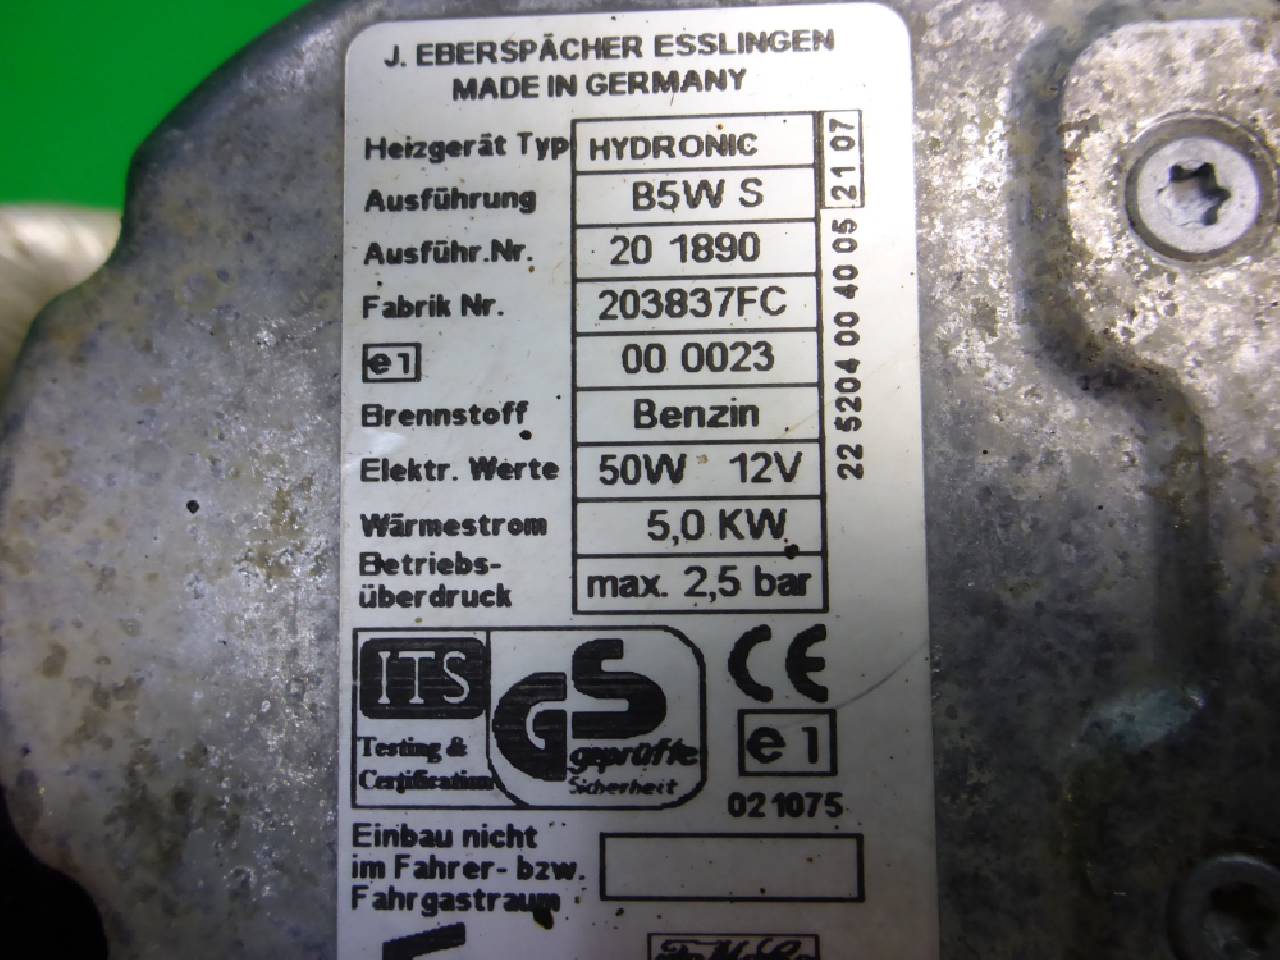 J. EBERSPÄCHER ESSLINGEN
MADE IN GERMANY
Heizgerät Typ HYDRONIC
Ausführung B5W S
Ausführ.Nr. 20 1890
Fabrik Nr. 203837FC
e1 00 0023
Brennstoff Benzin
Elektr. Werte 50W 12V
Wärmestrom 5,0 KW
Betriebs-
überdruck max. 2,5 bar
22 5204 00 40 05 21 07
ITS
Testing &
Certification
GS
geprüfte
Sicherheit
CE
e1
021075
Einbau nicht
im Fahrer- bzw.
Fahrgastraum